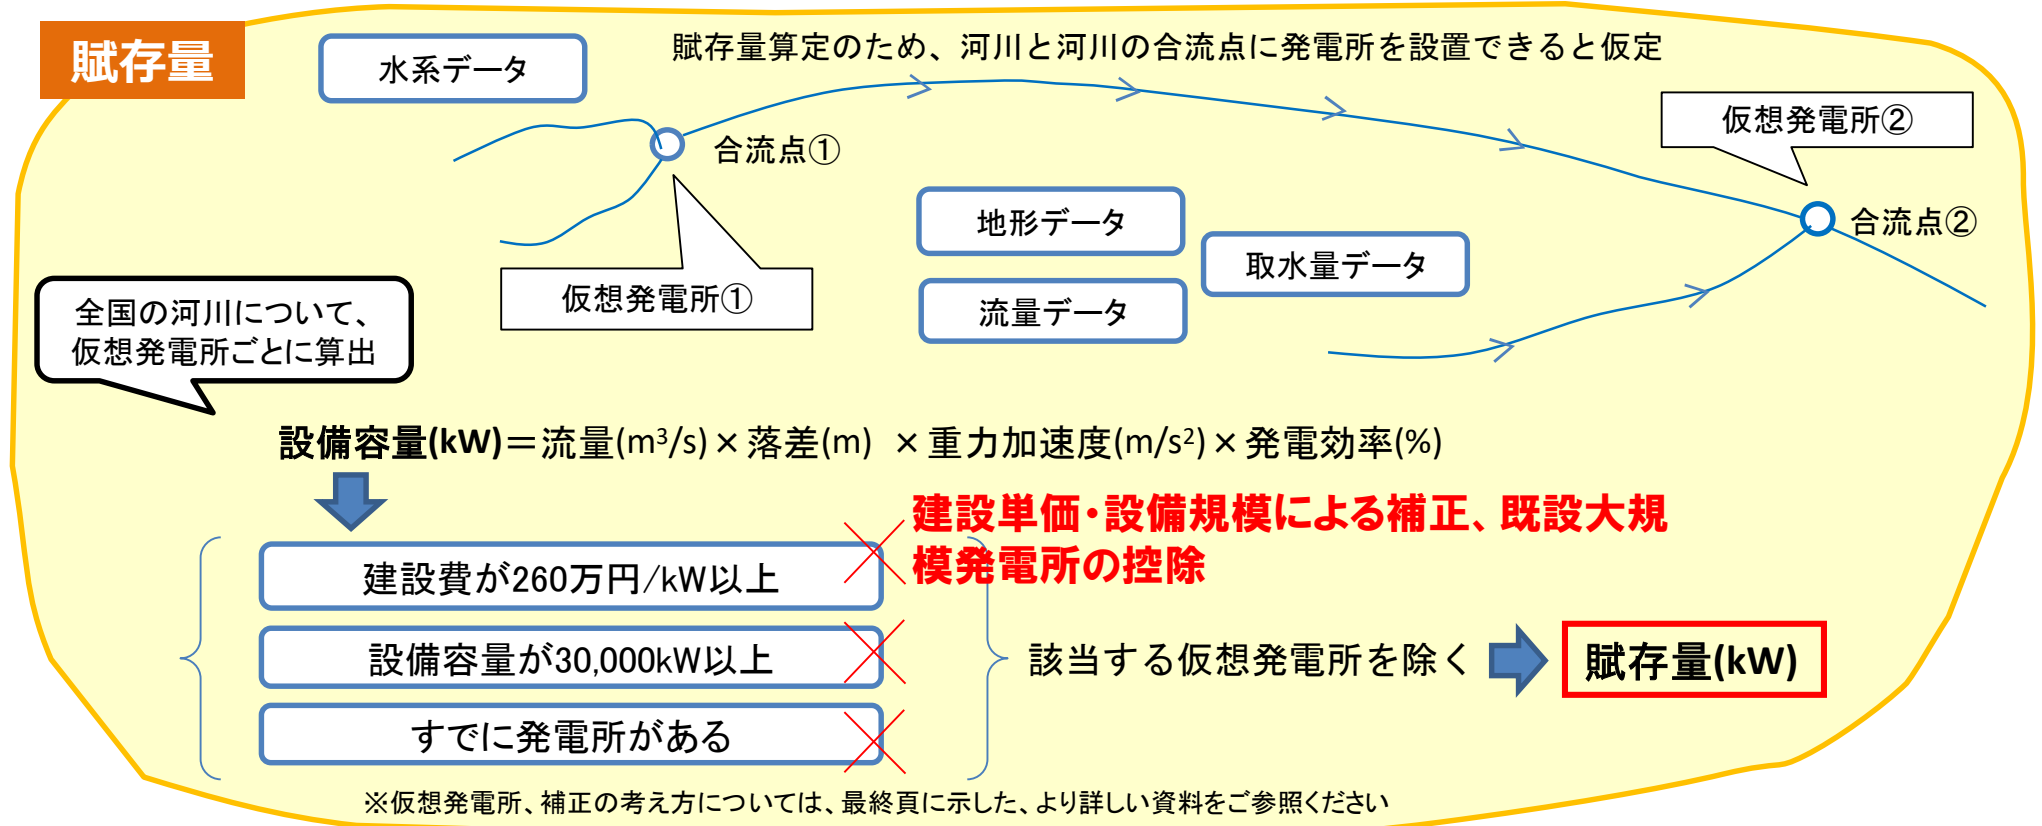 賦存量
水系データ
賦存量算定のため、河川と河川の合流点に発電所を設置できると仮定
仮想発電所②
合流点①
合流点②
地形データ
取水量データ
流量データ
仮想発電所①
全国の河川について、
仮想発電所ごとに算出
設備容量(kW)＝流量(m³/s)×落差(m) ×重力加速度(m/s²)×発電効率(%)
建設単価・設備規模による補正、既設大規
模発電所の控除
建設費が260万円/kW以上
設備容量が30,000kW以上
すでに発電所がある
該当する仮想発電所を除く
賦存量(kW)
※仮想発電所、補正の考え方については、最終頁に示した、より詳しい資料をご参照ください